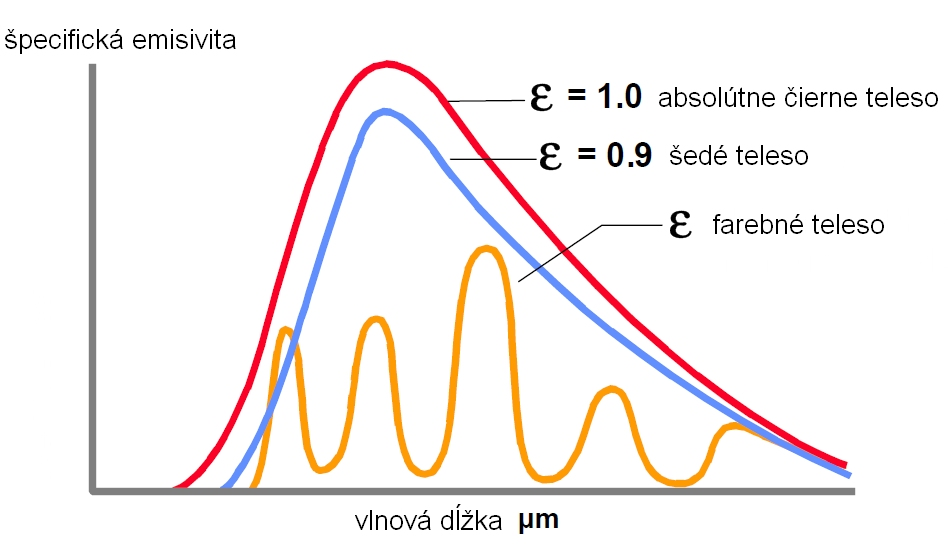 špecifická emisivita
ε = 1.0 absolútne čierne teleso
ε = 0.9 šedé teleso
ε farebné teleso
vlnová dĺžka µm